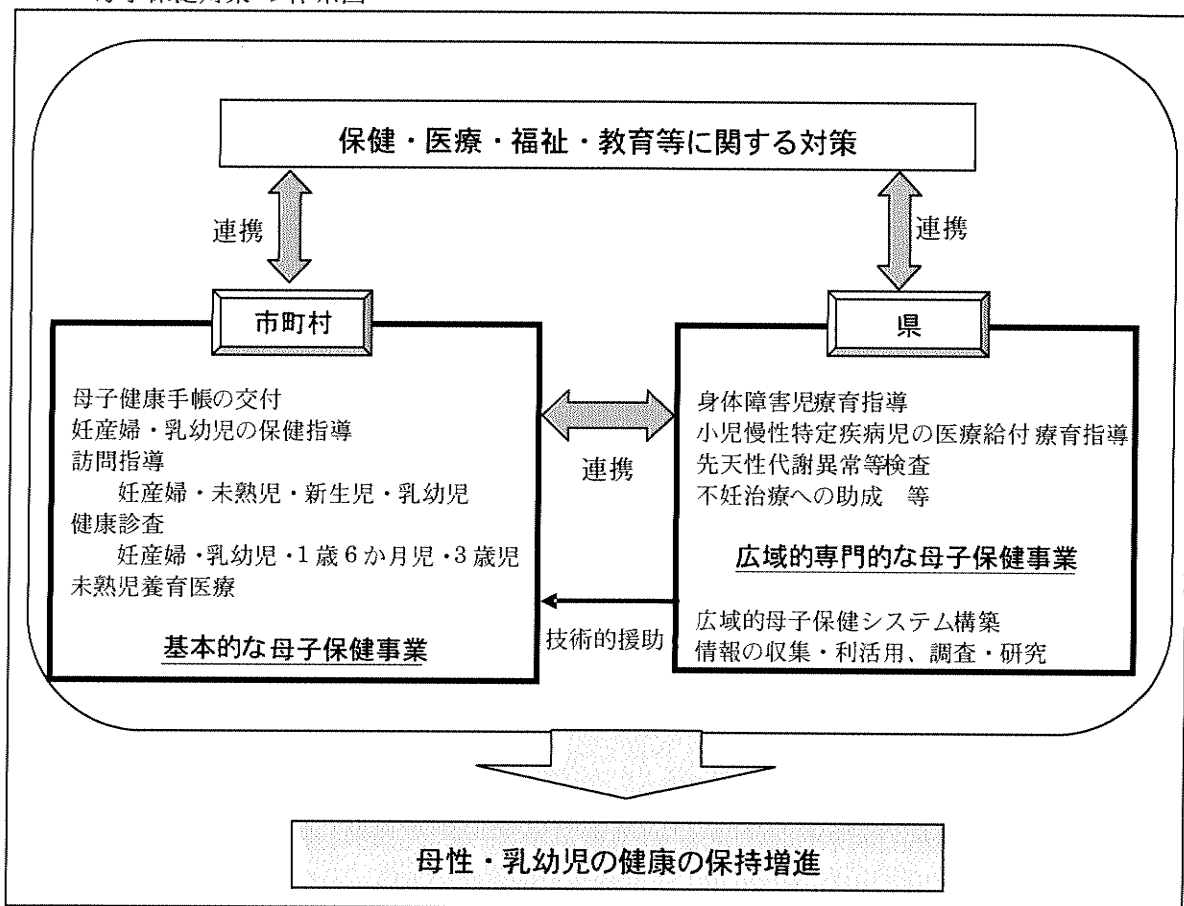 保健・医療・福祉・教育等に関する対策
連携
連携
市町村
母子健康手帳の交付
妊産婦・乳幼児の保健指導
訪問指導
妊産婦・未熟児・新生児・乳幼児
健康診査
妊産婦・乳幼児・1歳6か月児・3歳児
未熟児養育医療
基本的な母子保健事業
連携
技術的援助
県
身体障害児療育指導
小児慢性特定疾病児の医療給付 療育指導
先天性代謝異常等検査
不妊治療への助成 等
広域的専門的な母子保健事業
広域的母子保健システム構築
情報の収集・利活用、調査・研究
母性・乳幼児の健康の保持増進